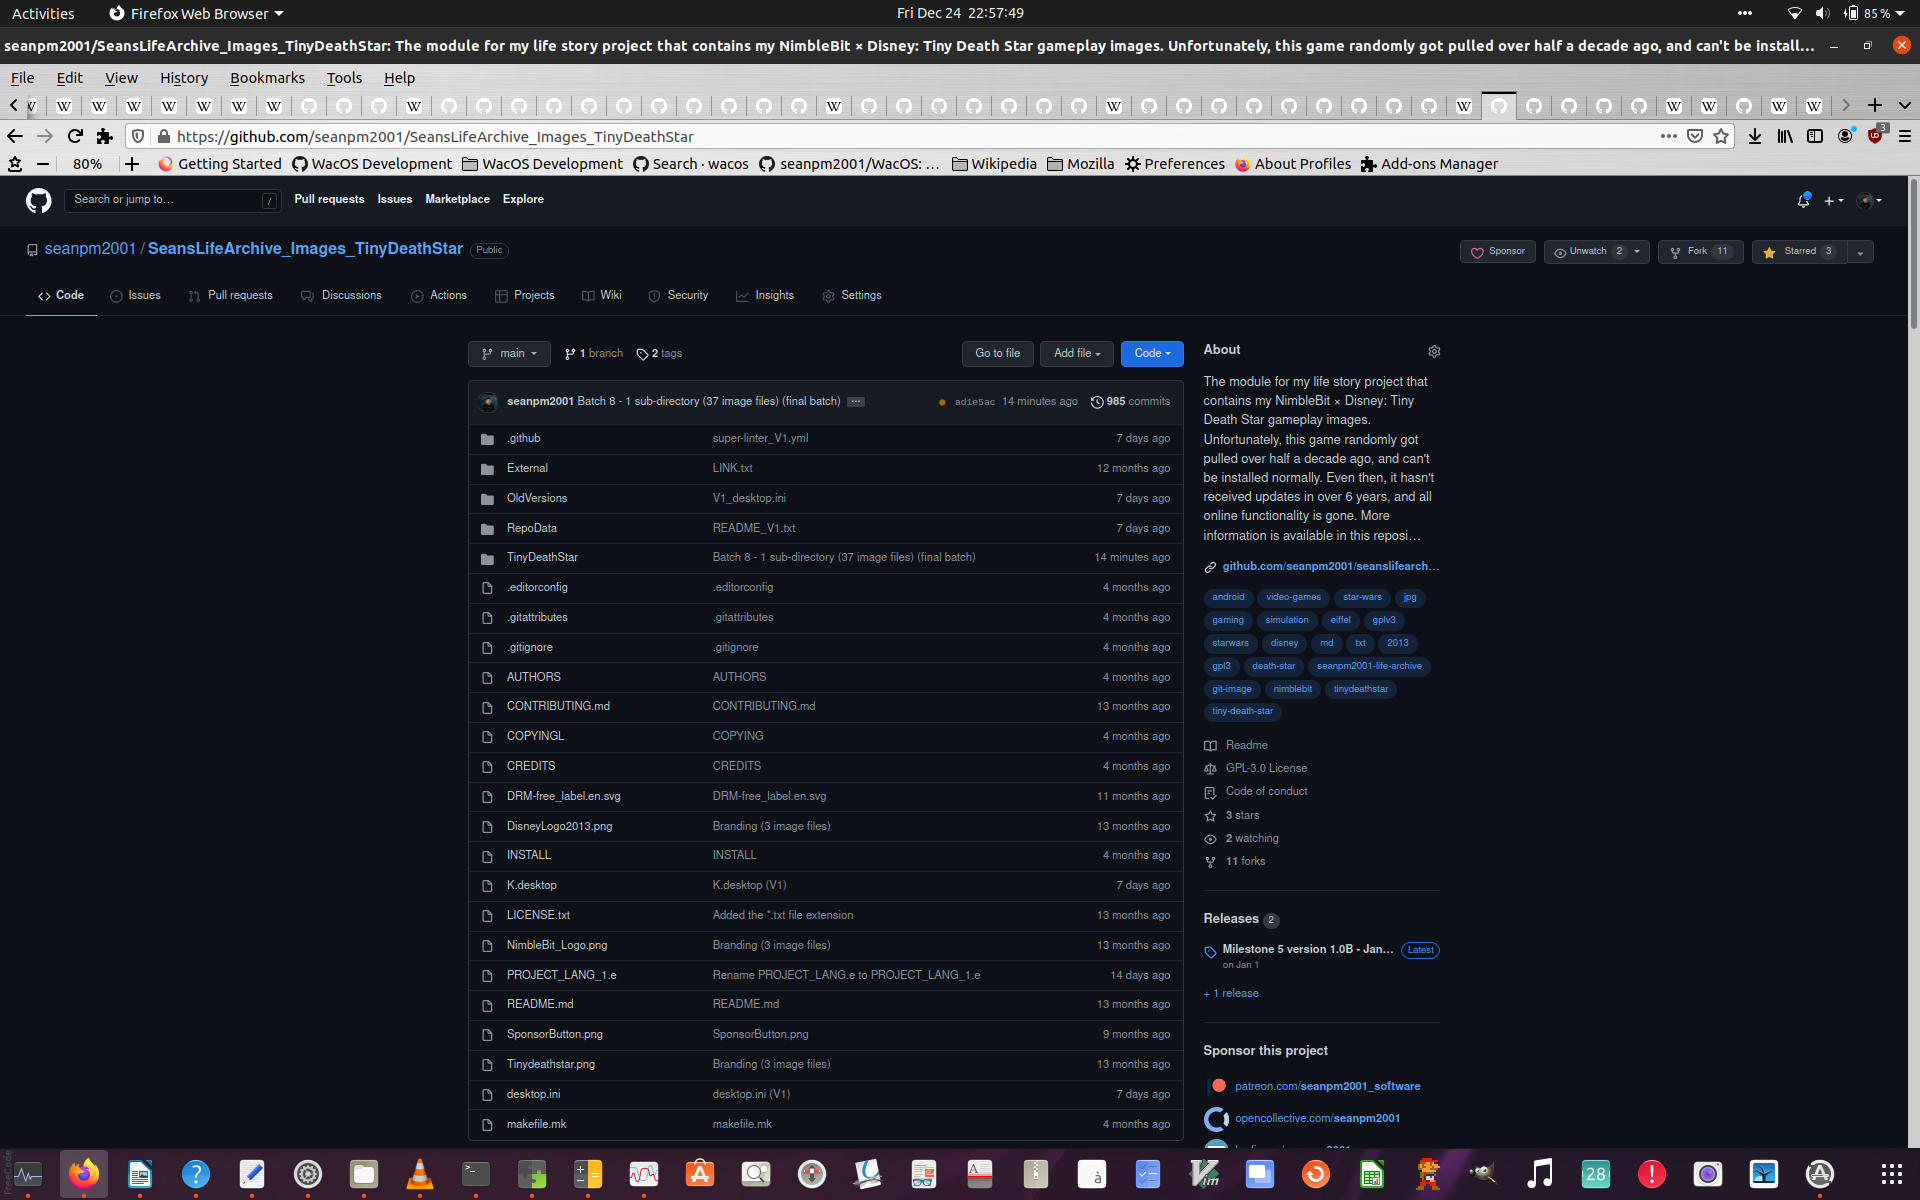 Activities
Firefox Web Browser
Fri Dec 24 22:57:49
85 %
seanpm2001/SeansLifeArchive_Images_TinyDeathStar: The module for my life story project that contains my NimbleBit × Disney: Tiny Death Star gameplay images. Unfortunately, this game randomly got pulled over half a decade ago, and can't be install...
File Edit View History Bookmarks Tools Help
https://github.com/seanpm2001/SeansLifeArchive_Images_TinyDeathStar
3
80%
Getting Started
WacOS Development
WacOS Development
Search · wacos
seanpm2001/WacOS: ...
Wikipedia
Mozilla
Preferences
About Profiles
Add-ons Manager
Search or jump to...
/
Pull requests Issues Marketplace Explore
seanpm2001 / SeansLifeArchive_Images_TinyDeathStar
Public
Sponsor
Unwatch 2
Fork 11
Starred 3
Code
Issues
Pull requests
Discussions
Actions
Projects
Wiki
Security
Insights
Settings
main
1 branch
2 tags
Go to file
Add file
Code
seanpm2001 Batch 8 - 1 sub-directory (37 image files) (final batch) ...
ad1e5ac 14 minutes ago
985 commits
.github super-linter_V1.yml 7 days ago
External LINK.txt 12 months ago
OldVersions V1_desktop.ini 7 days ago
RepoData README_V1.txt 7 days ago
TinyDeathStar Batch 8 - 1 sub-directory (37 image files) (final batch) 14 minutes ago
.editorconfig .editorconfig 4 months ago
.gitattributes .gitattributes 4 months ago
.gitignore .gitignore 4 months ago
AUTHORS AUTHORS 4 months ago
CONTRIBUTING.md CONTRIBUTING.md 13 months ago
COPYINGL COPYING 4 months ago
CREDITS CREDITS 4 months ago
DRM-free_label.en.svg DRM-free_label.en.svg 11 months ago
DisneyLogo2013.png Branding (3 image files) 13 months ago
INSTALL INSTALL 4 months ago
K.desktop K.desktop (V1) 7 days ago
LICENSE.txt Added the *.txt file extension 13 months ago
NimbleBit_Logo.png Branding (3 image files) 13 months ago
PROJECT_LANG_1.e Rename PROJECT_LANG.e to PROJECT_LANG_1.e 14 days ago
README.md README.md 13 months ago
SponsorButton.png SponsorButton.png 9 months ago
Tinydeathstar.png Branding (3 image files) 13 months ago
desktop.ini desktop.ini (V1) 7 days ago
makefile.mk makefile.mk 4 months ago
About
The module for my life story project that
contains my NimbleBit × Disney: Tiny
Death Star gameplay images.
Unfortunately, this game randomly got
pulled over half a decade ago, and can't
be installed normally. Even then, it hasn't
received updates in over 6 years, and all
online functionality is gone. More
information is available in this reposi...
github.com/seanpm2001/seanslifearch...
android video-games star-wars jpg
gaming simulation eiffel gplv3
starwars disney md txt 2013
gpl3 death-star seanpm2001-life-archive
git-image nimblebit tinydeathstar
tiny-death-star
Readme
GPL-3.0 License
Code of conduct
3 stars
2 watching
11 forks
Releases 2
Milestone 5 version 1.0B - Jan... Latest
on Jan 1
+ 1 release
Sponsor this project
patreon.com/seanpm2001_software
opencollective.com/seanpm2001
28